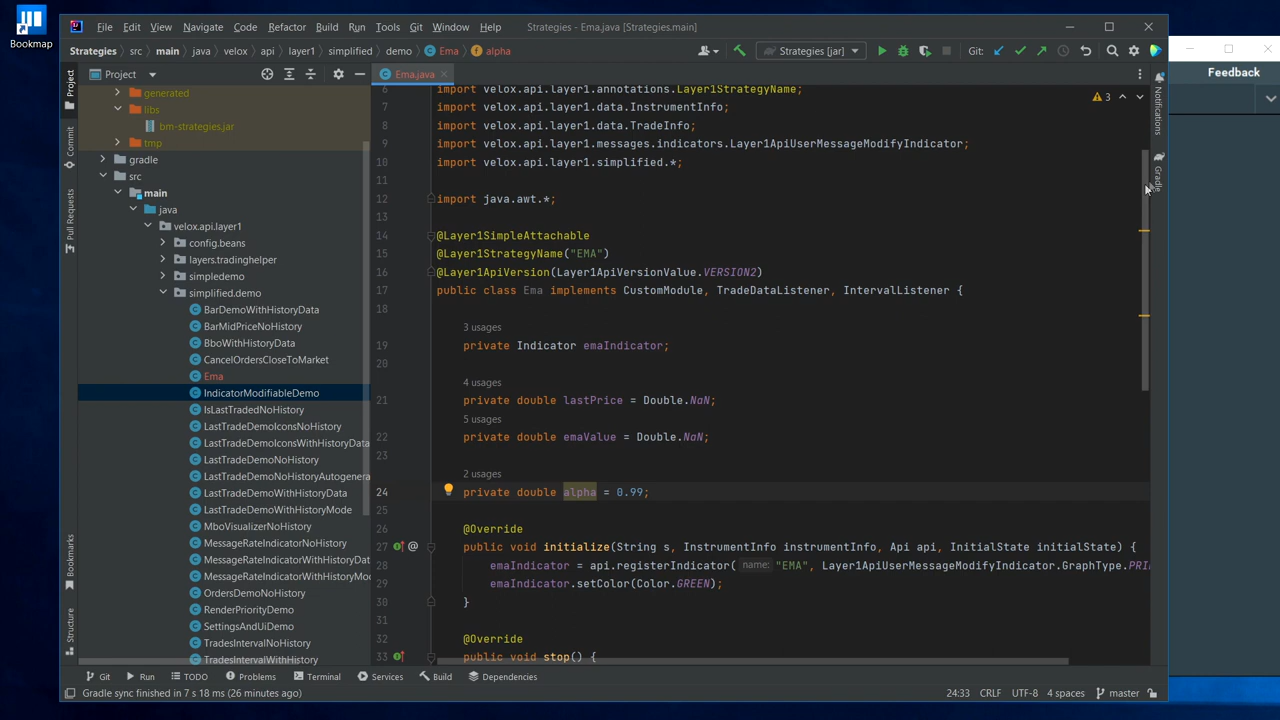 Bookmap
File Edit View Navigate Code Refactor Build Run Tools Git Window Help Strategies - Ema.java [Strategies.main]
Strategies src main java velox api layer1 simplified demo Ema alpha Strategies [jar] Git:
Feedback
Project
Ema.java
Project
Commit
Pull Requests
Bookmarks
Structure
Notifications
Gradle
generated
libs
bm-strategies.jar
tmp
gradle
src
main
java
velox.api.layer1
config.beans
layers.tradinghelper
simpledemo
simplified.demo
BarDemoWithHistoryData
BarMidPriceNoHistory
BboWithHistoryData
CancelOrdersCloseToMarket
Ema
IndicatorModifiableDemo
IsLastTradedNoHistory
LastTradeDemoIconsNoHistory
LastTradeDemoIconsWithHistoryData
LastTradeDemoNoHistory
LastTradeDemoNoHistoryAutogenera
LastTradeDemoWithHistoryData
LastTradeDemoWithHistoryMode
MboVisualizerNoHistory
MessageRateIndicatorNoHistory
MessageRateIndicatorWithHistoryDat
MessageRateIndicatorWithHistoryMoc
OrdersDemoNoHistory
RenderPriorityDemo
SettingsAndUiDemo
TradesIntervalNoHistory
TradesIntervalWithHistory
3
6 import velox.api.layer1.annotations.Layer1StrategyName;
7 import velox.api.layer1.data.InstrumentInfo;
8 import velox.api.layer1.data.TradeInfo;
9 import velox.api.layer1.messages.indicators.Layer1ApiUserMessageModifyIndicator;
10 import velox.api.layer1.simplified.*;
11
12 import java.awt.*;
13
14 @Layer1SimpleAttachable
15 @Layer1StrategyName("EMA")
16 @Layer1ApiVersion(Layer1ApiVersionValue.VERSION2)
17 public class Ema implements CustomModule, TradeDataListener, IntervalListener {
18
3 usages
19 private Indicator emaIndicator;
20
4 usages
21 private double lastPrice = Double.NaN;
5 usages
22 private double emaValue = Double.NaN;
23
2 usages
24 private double alpha = 0.99;
25
26 @Override
27 public void initialize(String s, InstrumentInfo instrumentInfo, Api api, InitialState initialState) {
28 emaIndicator = api.registerIndicator( name: "EMA", Layer1ApiUserMessageModifyIndicator.GraphType.PRI
29 emaIndicator.setColor(Color.GREEN);
30 }
31
32 @Override
33 public void stop() {
Git Run TODO Problems Terminal Services Build Dependencies
Gradle sync finished in 7 s 18 ms (26 minutes ago) 24:33 CRLF UTF-8 4 spaces master